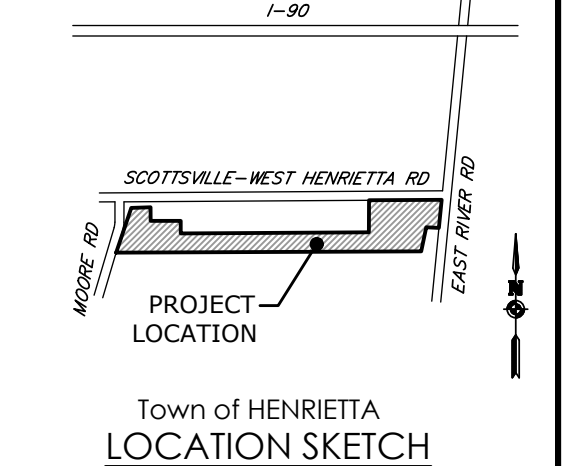 I-90
SCOTTSVILLE-WEST HENRIETTA RD
MOORE RD
EAST RIVER RD
PROJECT
LOCATION
N
Town of HENRIETTA
LOCATION SKETCH